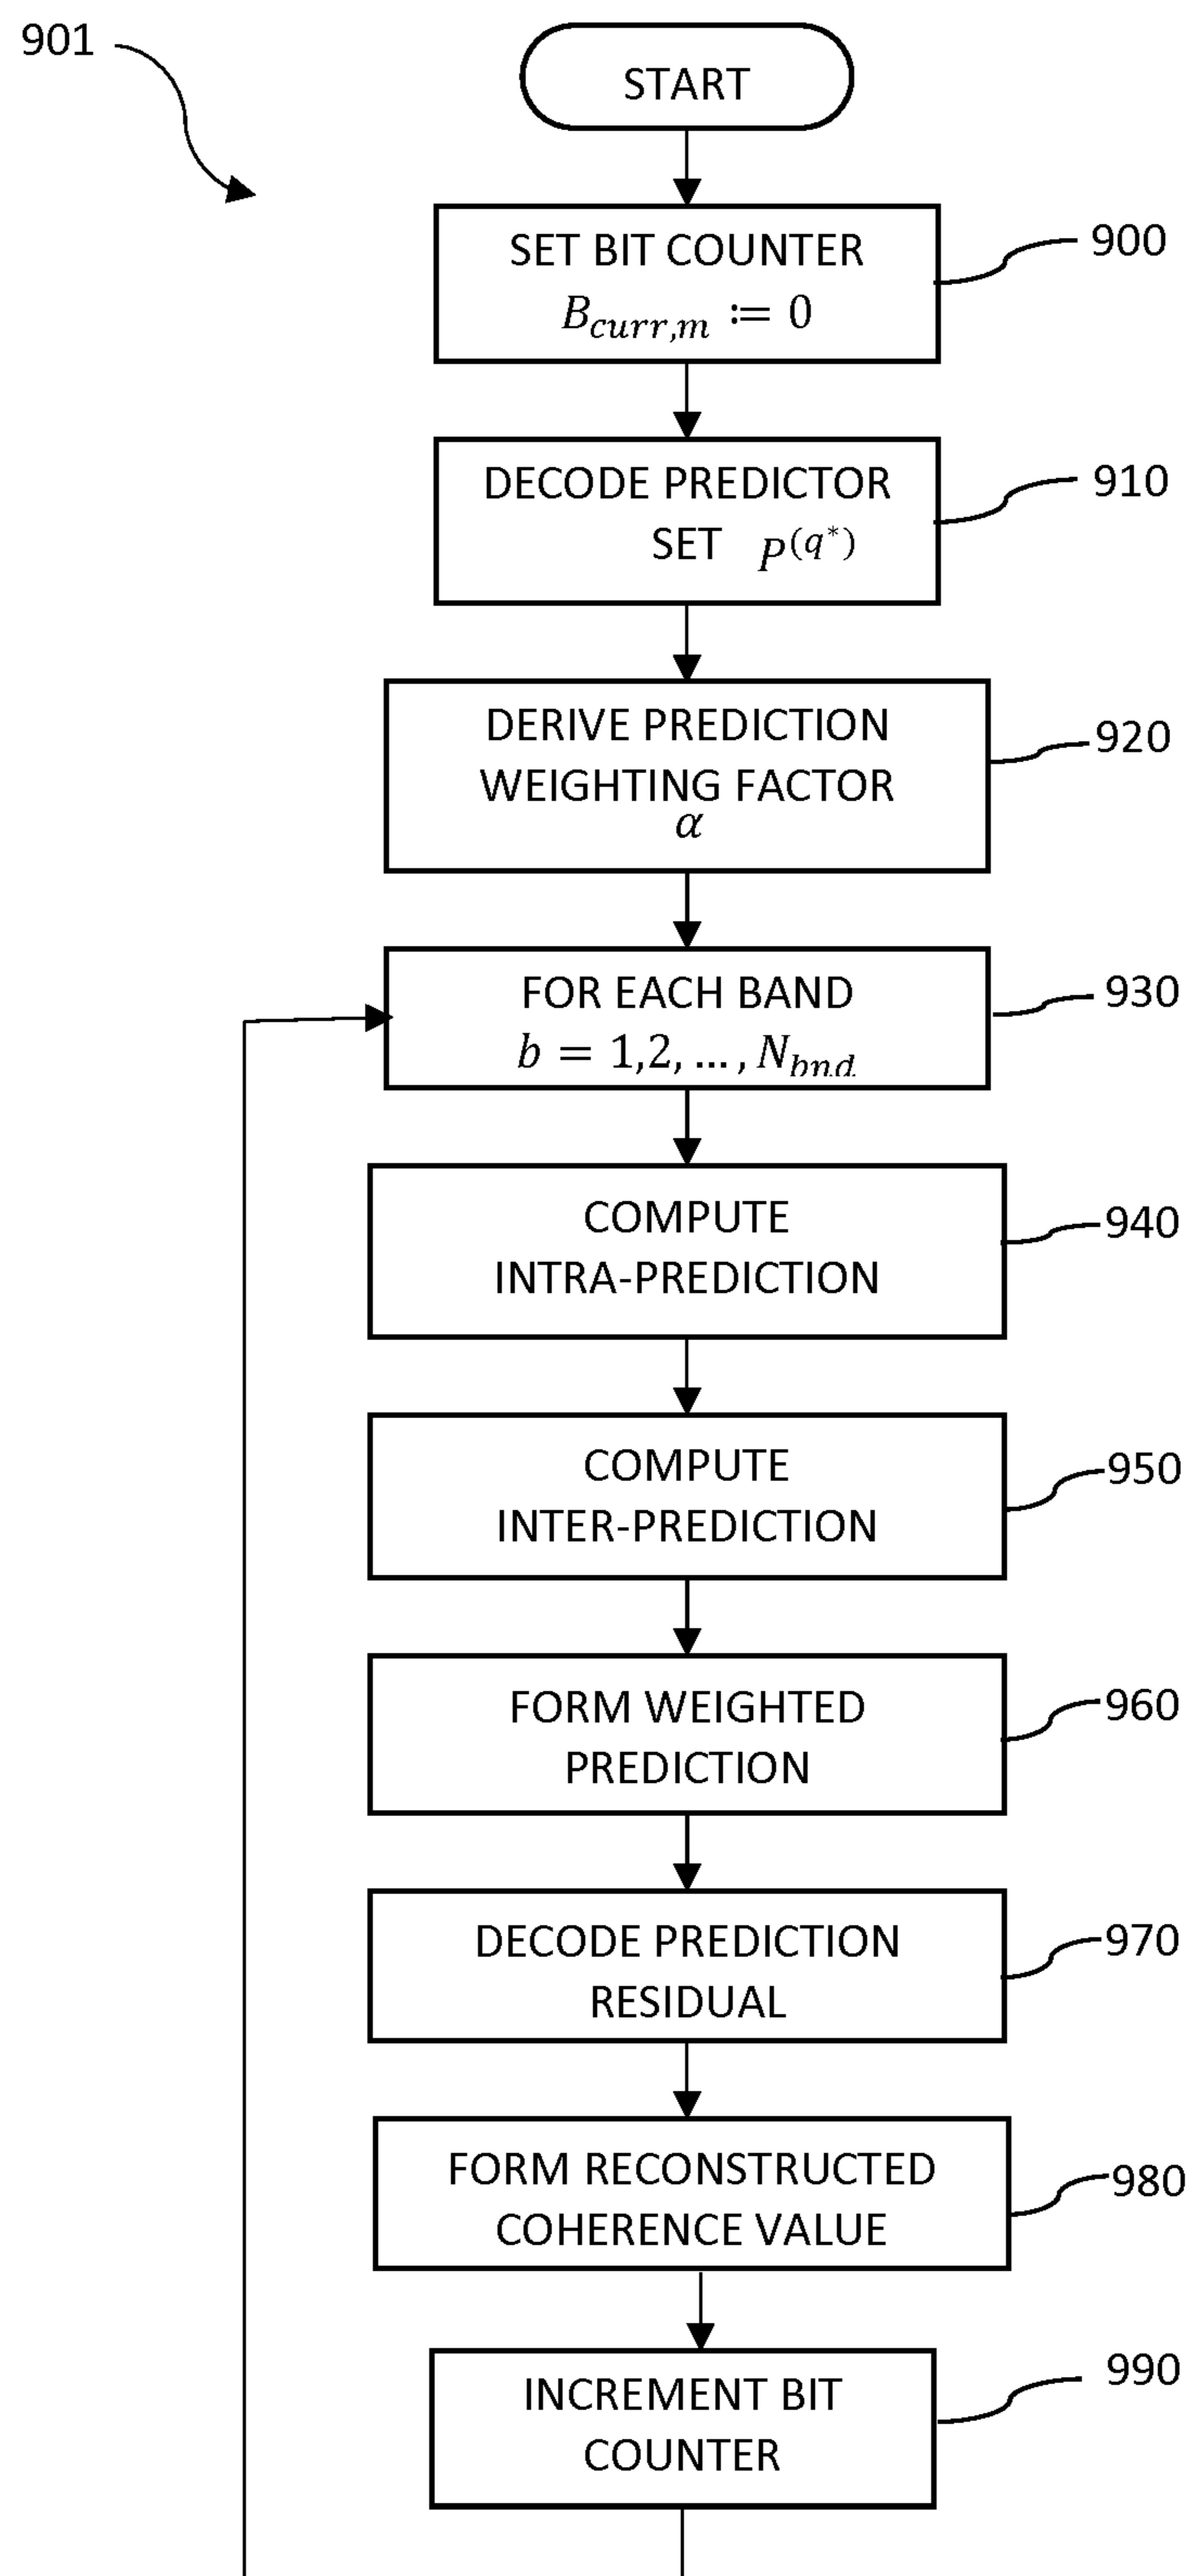 901
START
SET BIT COUNTER
900
B_{curr,m} := 0
DECODE PREDICTOR
910
SET P^{(q*)}
DERIVE PREDICTION
920
WEIGHTING FACTOR
α
FOR EACH BAND
930
b = 1,2, … , N_{bnd}
COMPUTE
940
INTRA-PREDICTION
COMPUTE
950
INTER-PREDICTION
FORM WEIGHTED
960
PREDICTION
DECODE PREDICTION
970
RESIDUAL
FORM RECONSTRUCTED
980
COHERENCE VALUE
INCREMENT BIT
990
COUNTER